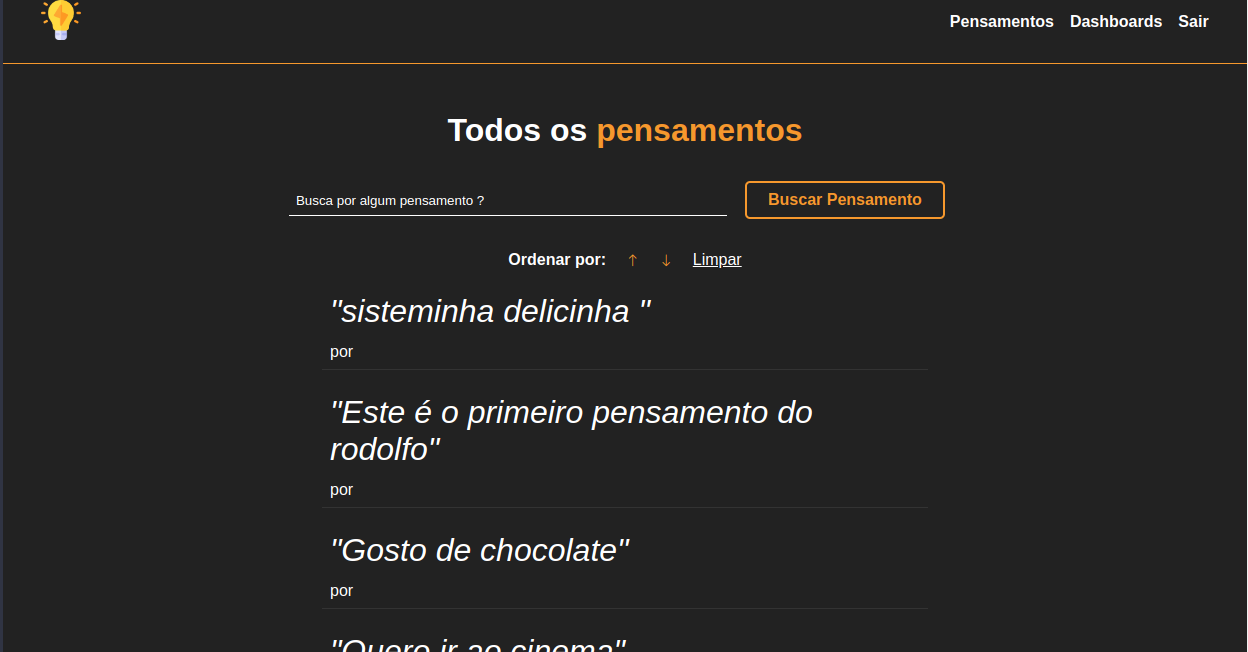 Pensamentos Dashboards Sair
Todos os pensamentos
Busca por algum pensamento ?
Buscar Pensamento
Ordenar por: ↑ ↓ Limpar
"sisteminha delicinha "
por
"Este é o primeiro pensamento do
rodolfo"
por
"Gosto de chocolate"
por
"Quero ir ao cinema"